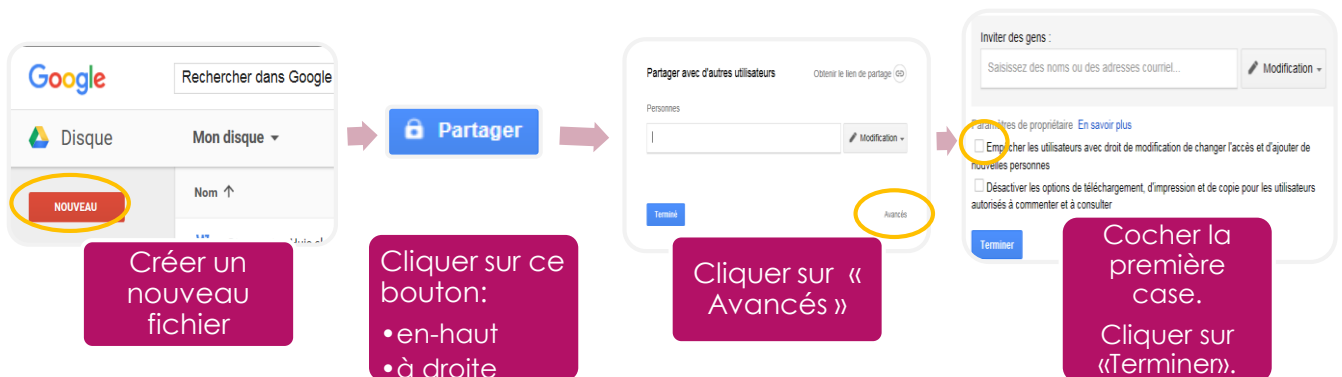 Google
Rechercher dans Google
Disque
Mon disque
NOUVEAU
Nom ↑
Créer un
nouveau
fichier
Partager
Cliquer sur ce
bouton:
•en-haut
•à droite
Partager avec d'autres utilisateurs
Obtenir le lien de partage
Personnes
Modification
Terminé
Avancés
Cliquer sur «
Avancés »
Inviter des gens :
Saisissez des noms ou des adresses courriel...
Modification
Paramètres de propriétaire En savoir plus
Empêcher les utilisateurs avec droit de modification de changer l'accès et d'ajouter de
nouvelles personnes
Désactiver les options de téléchargement, d'impression et de copie pour les utilisateurs
autorisés à commenter et à consulter
Terminer
Cocher la
première
case.
Cliquer sur
«Terminer».